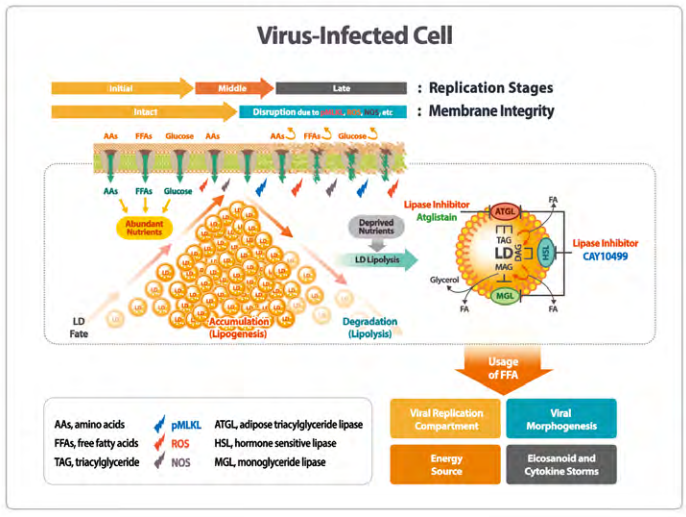 Virus-Infected Cell
Initial
Middle
Late
: Replication Stages
Intact
Disruption due to pMLKL, ROS, NOS, etc
: Membrane Integrity
AAs
FFAs
Glucose
AAs
AAs
FFAs
Glucose
AAs
FFAs
Glucose
Abundant
Nutrients
Deprived
Nutrients
LD Lipolysis
LD
Fate
Accumulation
(Lipogenesis)
Degradation
(Lipolysis)
Lipase Inhibitor
Atglistain
ATGL
FA
TAG
LD
DAG
MAG
HSL
MGL
Glycerol
FA
FA
Lipase Inhibitor
CAY10499
Usage
of FFA
Viral Replication
Compartment
Viral
Morphogenesis
Energy
Source
Eicosanoid and
Cytokine Storms
AAs, amino acids
pMLKL
ATGL, adipose triacylglyceride lipase
FFAs, free fatty acids
ROS
HSL, hormone sensitive lipase
TAG, triacylglyceride
NOS
MGL, monoglyceride lipase